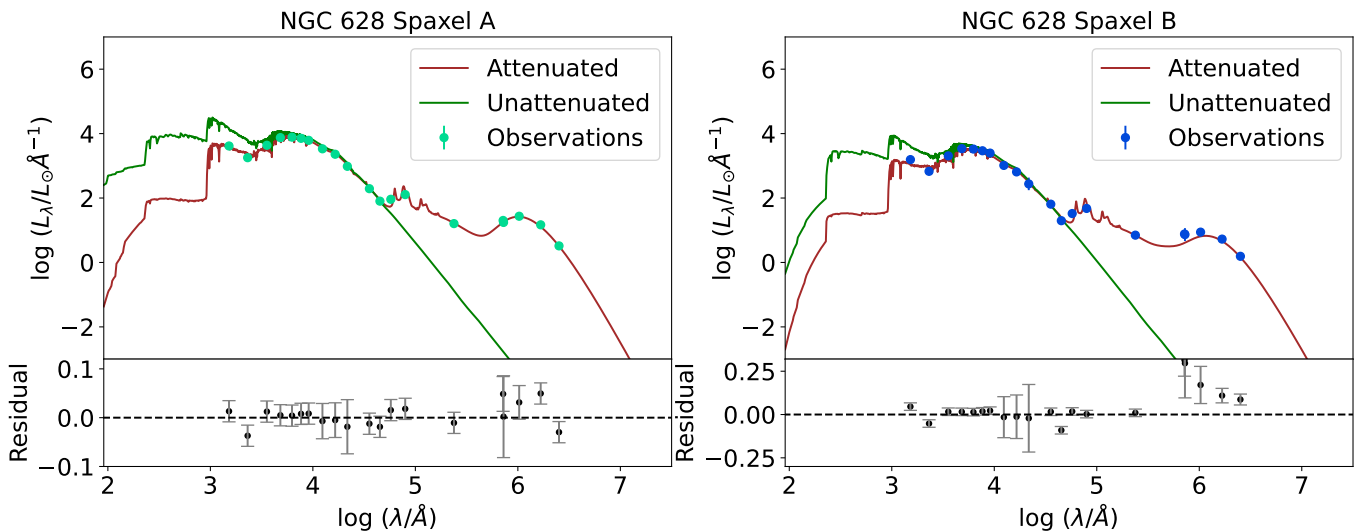 NGC 628 Spaxel A
log (L_λ/L_⊙Å⁻¹)
6
4
2
0
−2
Attenuated
Unattenuated
Observations
Residual
0.1
0.0
−0.1
2 3 4 5 6 7
log (λ/Å)
NGC 628 Spaxel B
log (L_λ/L_⊙Å⁻¹)
6
4
2
0
−2
Attenuated
Unattenuated
Observations
Residual
0.25
0.00
−0.25
2 3 4 5 6 7
log (λ/Å)